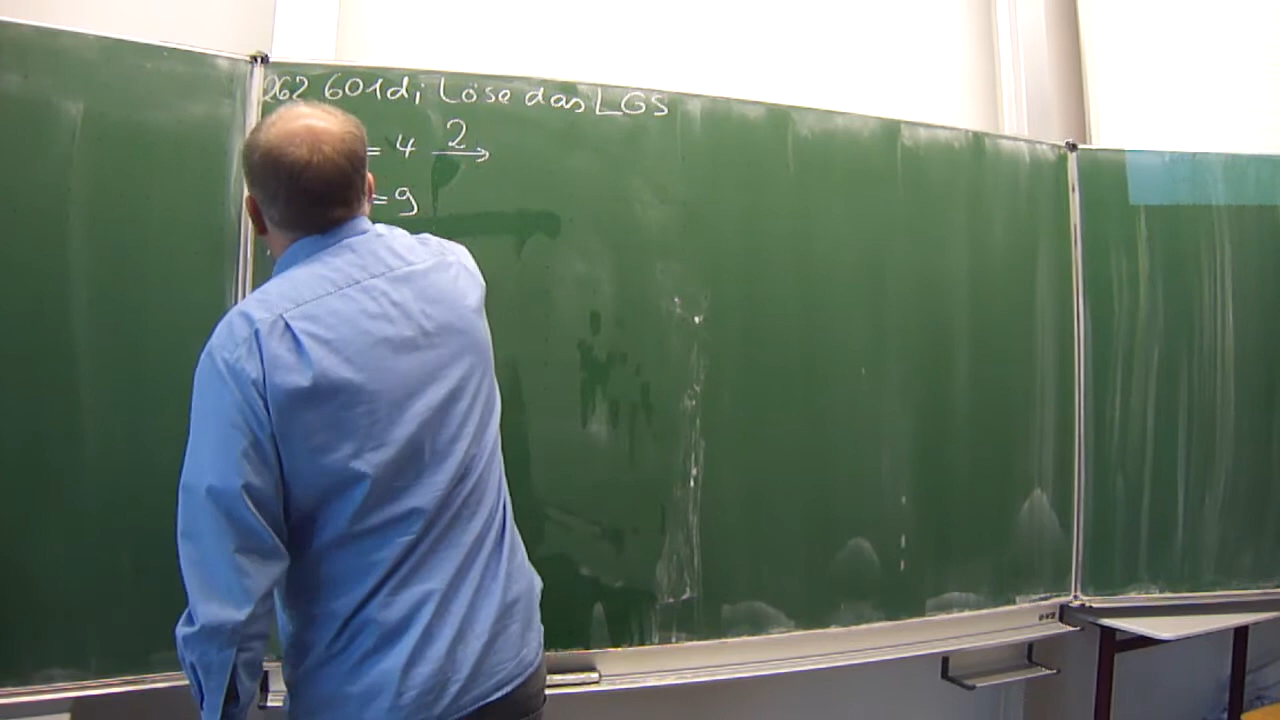 262 601d; Löse das LGS
= 4 2→
= 9